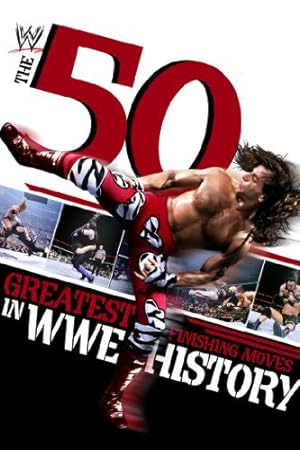 W
THE
50
GREATEST
FINISHING MOVES
IN WWE HISTORY